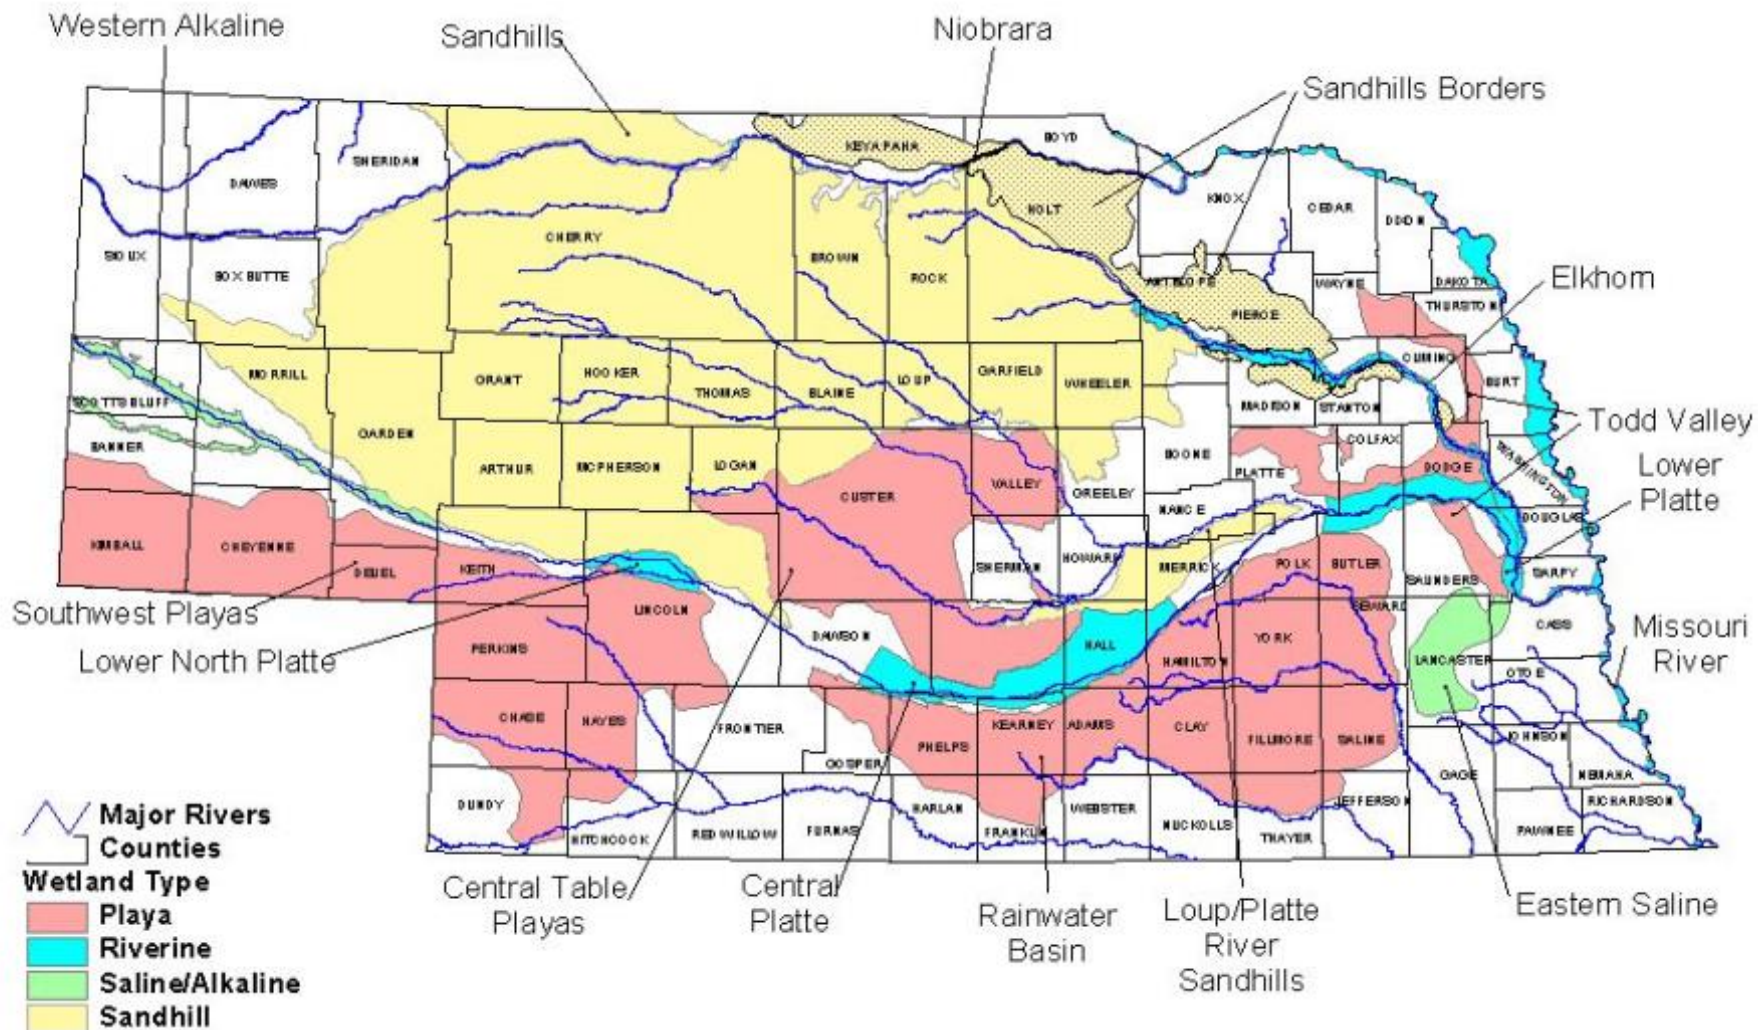 Western Alkaline
Sandhills
Niobrara
Sandhills Borders
BOYD
KEYA PAHA
SHERIDAN
DAWES
KNOX
CEDAR
HOLT
CHERRY
SIOUX
BROWN
BOX BUTTE
ROCK
Elkhorn
WAYNE
DAKOTA
THURSTON
PIERCE
CUMING
MORRILL
GRANT
HOOKER
THOMAS
BLAINE
LOUP
GARFIELD
WHEELER
BURT
SCOTTSBLUFF
MADISON
STANTON
Todd Valley
GARDEN
BANNER
COLFAX
WASHINGTON
ARTHUR
MCPHERSON
LOGAN
BOONE
PLATTE
DODGE
Lower
Platte
CUSTER
VALLEY
GREELEY
NANCE
DOUGLAS
KIMBALL
CHEYENNE
DEUEL
KEITH
SHERMAN
HOWARD
MERRICK
POLK
BUTLER
SAUNDERS
SARPY
Southwest Playas
LINCOLN
SEWARD
DAWSON
YORK
CASS
Missouri
River
Lower North Platte
PERKINS
HALL
HAMILTON
LANCASTER
OTOE
CHASE
HAYES
FRONTIER
KEARNEY
ADAMS
CLAY
FILLMORE
SALINE
PHELPS
JOHNSON
GOSPER
GAGE
NEMAHA
DUNDY
HITCHCOCK
RED WILLOW
FURNAS
HARLAN
FRANKLIN
WEBSTER
NUCKOLLS
THAYER
JEFFERSON
PAWNEE
RICHARDSON
Central Table
Playas
Central
Platte
Rainwater
Basin
Loup/Platte
River
Sandhills
Eastern Saline
Major Rivers
Counties
Wetland Type
Playa
Riverine
Saline/Alkaline
Sandhill